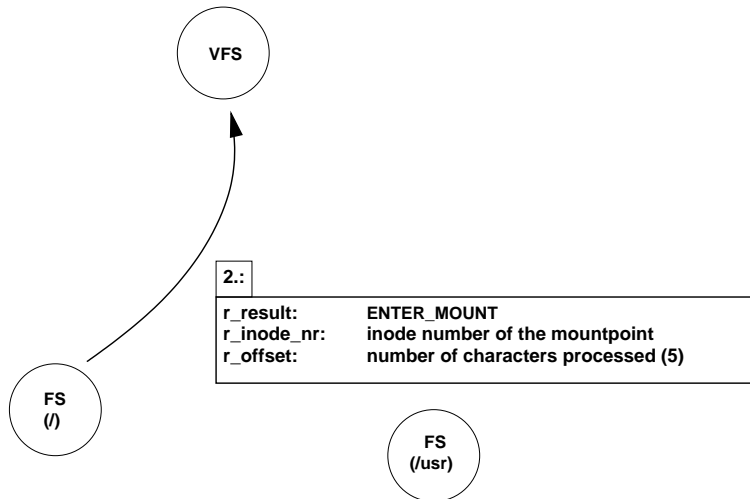 VFS
2.:
r_result: ENTER_MOUNT
r_inode_nr: inode number of the mountpoint
r_offset: number of characters processed (5)
FS
(/)
FS
(/usr)